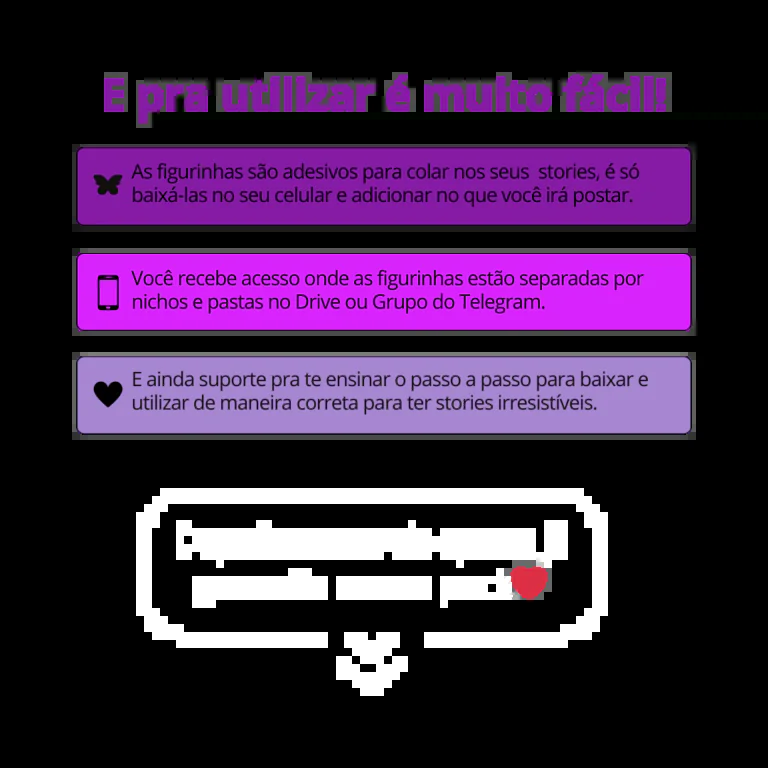 E pra utilizar é muito fácil!
As figurinhas são adesivos para colar nos seus stories, é só
baixá-las no seu celular e adicionar no que você irá postar.
Você recebe acesso onde as figurinhas estão separadas por
nichos e pastas no Drive ou Grupo do Telegram.
E ainda suporte pra te ensinar o passo a passo para baixar e
utilizar de maneira correta para ter stories irresistíveis.